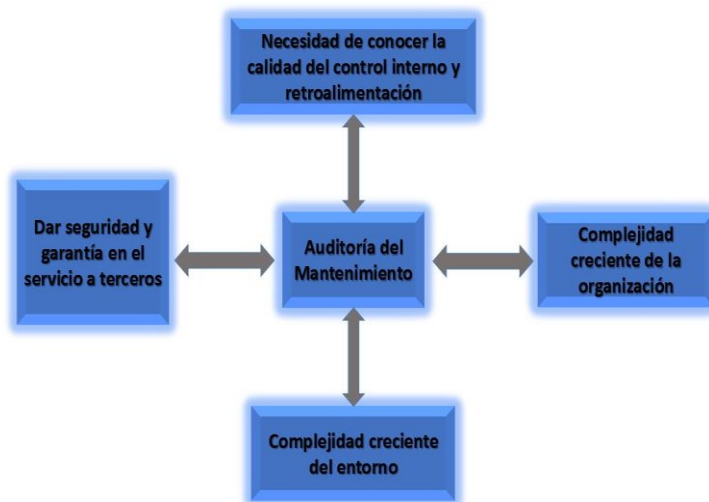 Necesidad de conocer la
calidad del control interno y
retroalimentación
Dar seguridad y
garantía en el
servicio a terceros
Auditoría del
Mantenimiento
Complejidad
creciente de la
organización
Complejidad creciente
del entorno